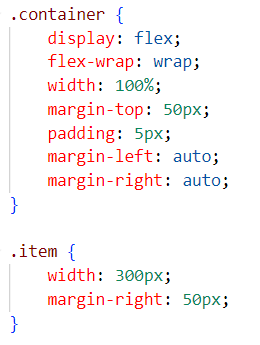 .container {
    display: flex;
    flex-wrap: wrap;
    width: 100%;
    margin-top: 50px;
    padding: 5px;
    margin-left: auto;
    margin-right: auto;
}

.item {
    width: 300px;
    margin-right: 50px;
}